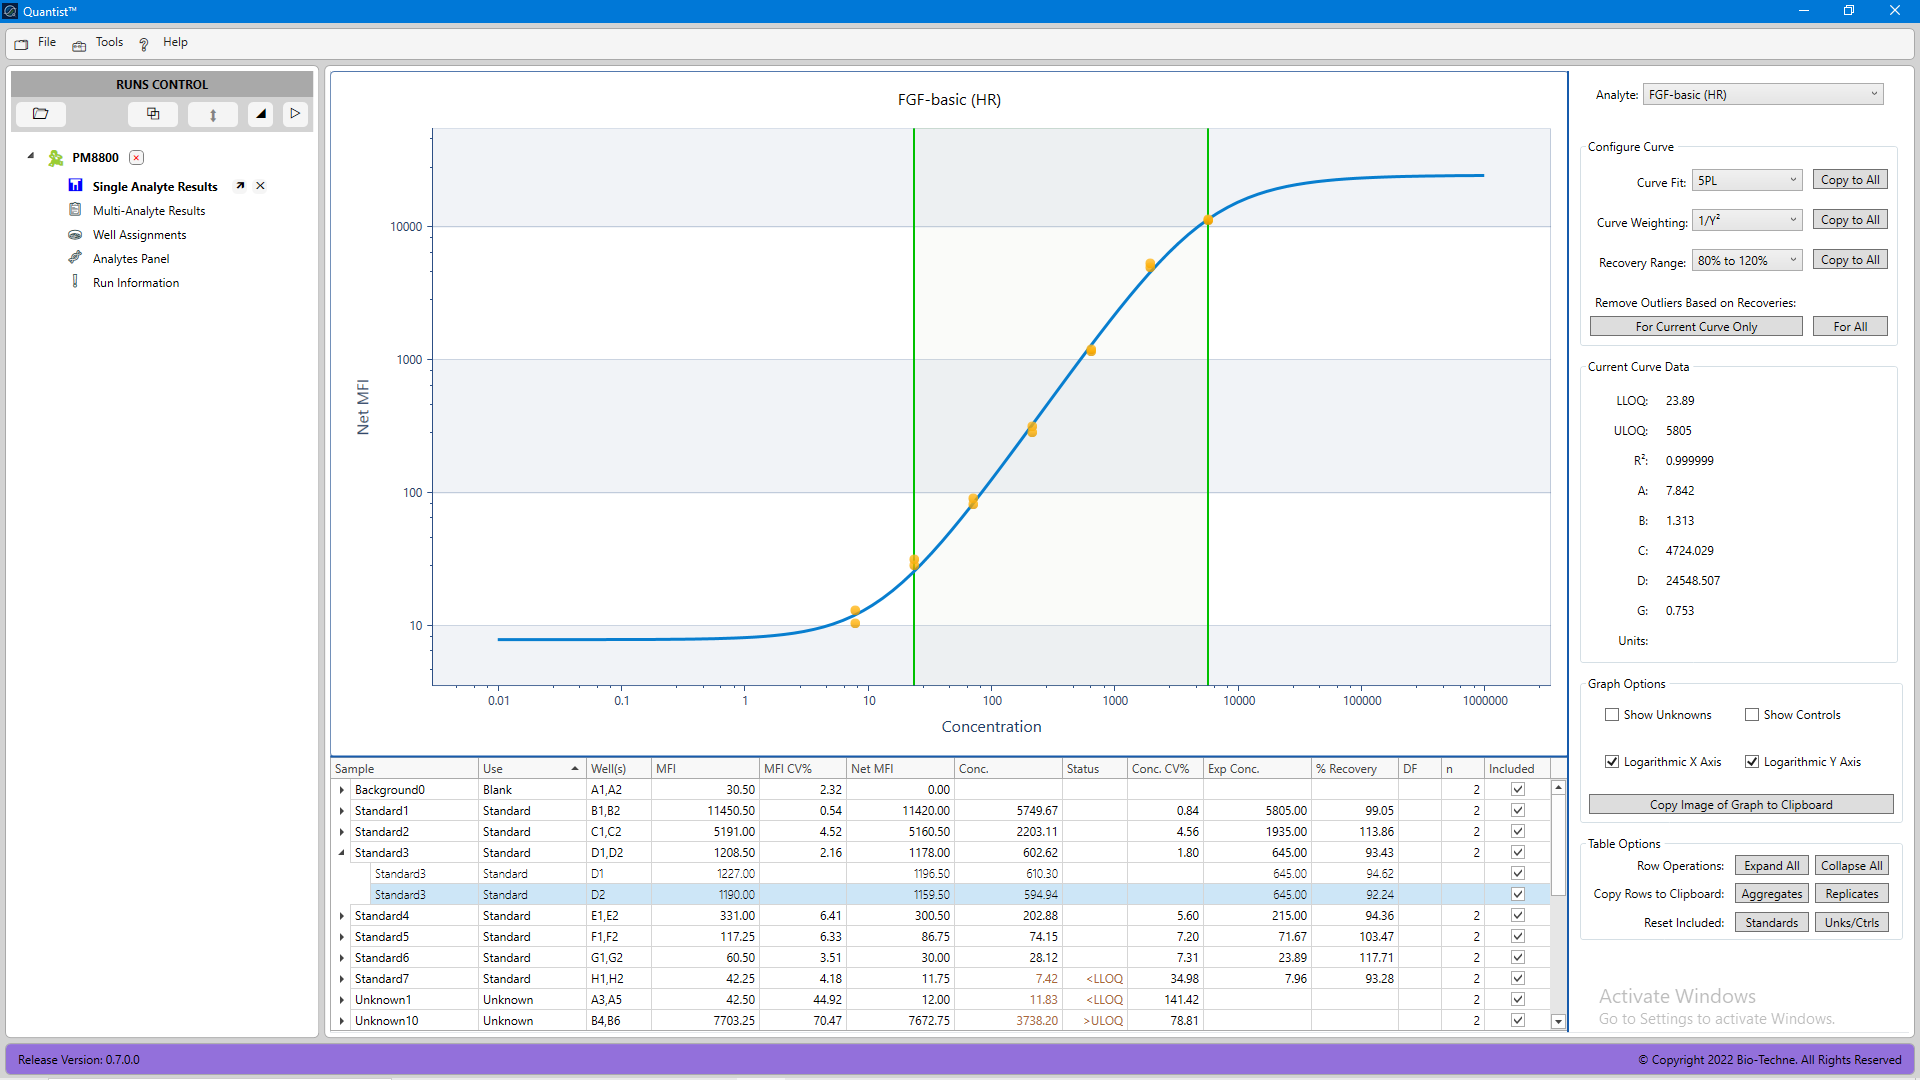 Quantist™
File Tools Help
RUNS CONTROL
PM8800
Single Analyte Results
Multi-Analyte Results
Well Assignments
Analytes Panel
Run Information
FGF-basic (HR)
Net MFI
10000
1000
100
10
0.01 0.1 1 10 100 1000 10000 100000 1000000
Concentration
Sample Use Well(s) MFI MFI CV% Net MFI Conc. Status Conc. CV% Exp Conc. % Recovery DF n Included
Background0 Blank A1,A2 30.50 2.32 0.00 2
Standard1 Standard B1,B2 11450.50 0.54 11420.00 5749.67 0.84 5805.00 99.05 2
Standard2 Standard C1,C2 5191.00 4.52 5160.50 2203.11 4.56 1935.00 113.86 2
Standard3 Standard D1,D2 1208.50 2.16 1178.00 602.62 1.80 645.00 93.43 2
Standard3 Standard D1 1227.00 1196.50 610.30 645.00 94.62
Standard3 Standard D2 1190.00 1159.50 594.94 645.00 92.24
Standard4 Standard E1,E2 331.00 6.41 300.50 202.88 5.60 215.00 94.36 2
Standard5 Standard F1,F2 117.25 6.33 86.75 74.15 7.20 71.67 103.47 2
Standard6 Standard G1,G2 60.50 3.51 30.00 28.12 7.31 23.89 117.71 2
Standard7 Standard H1,H2 42.25 4.18 11.75 7.42 <LLOQ 34.98 7.96 93.28 2
Unknown1 Unknown A3,A5 42.50 44.92 12.00 11.83 <LLOQ 141.42 2
Unknown10 Unknown B4,B6 7703.25 70.47 7672.75 3738.20 >ULOQ 78.81 2
Analyte: FGF-basic (HR)
Configure Curve
Curve Fit: 5PL Copy to All
Curve Weighting: 1/Y² Copy to All
Recovery Range: 80% to 120% Copy to All
Remove Outliers Based on Recoveries:
For Current Curve Only For All
Current Curve Data
LLOQ: 23.89
ULOQ: 5805
R²: 0.999999
A: 7.842
B: 1.313
C: 4724.029
D: 24548.507
G: 0.753
Units:
Graph Options
Show Unknowns Show Controls
Logarithmic X Axis Logarithmic Y Axis
Copy Image of Graph to Clipboard
Table Options
Row Operations: Expand All Collapse All
Copy Rows to Clipboard: Aggregates Replicates
Reset Included: Standards Unks/Ctrls
Activate Windows
Go to Settings to activate Windows.
Release Version: 0.7.0.0
© Copyright 2022 Bio-Techne. All Rights Reserved